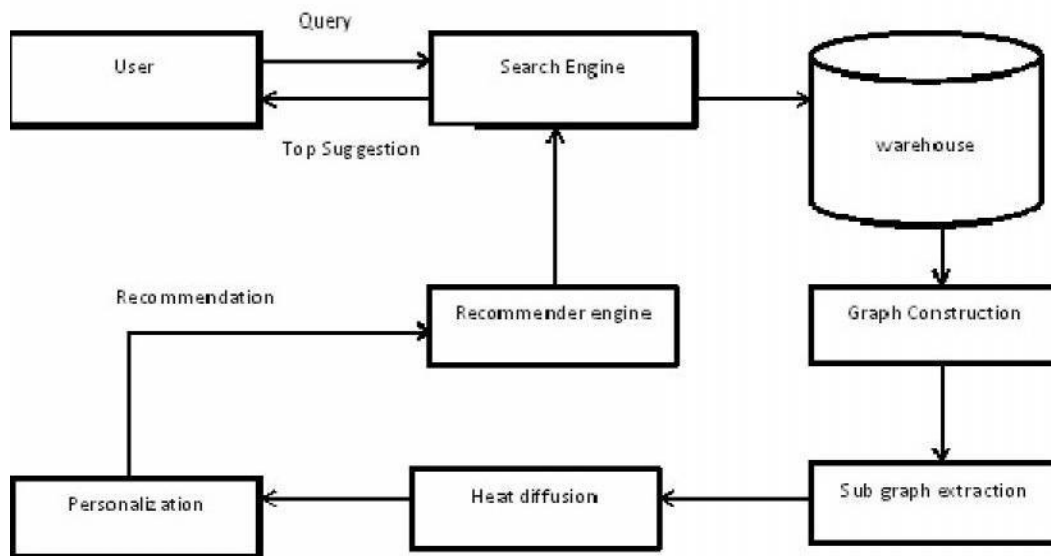 Query
User
Search Engine
Top Suggestion
warehouse
Recommendation
Recommender engine
Graph Construction
Personalization
Heat diffusion
Sub graph extraction